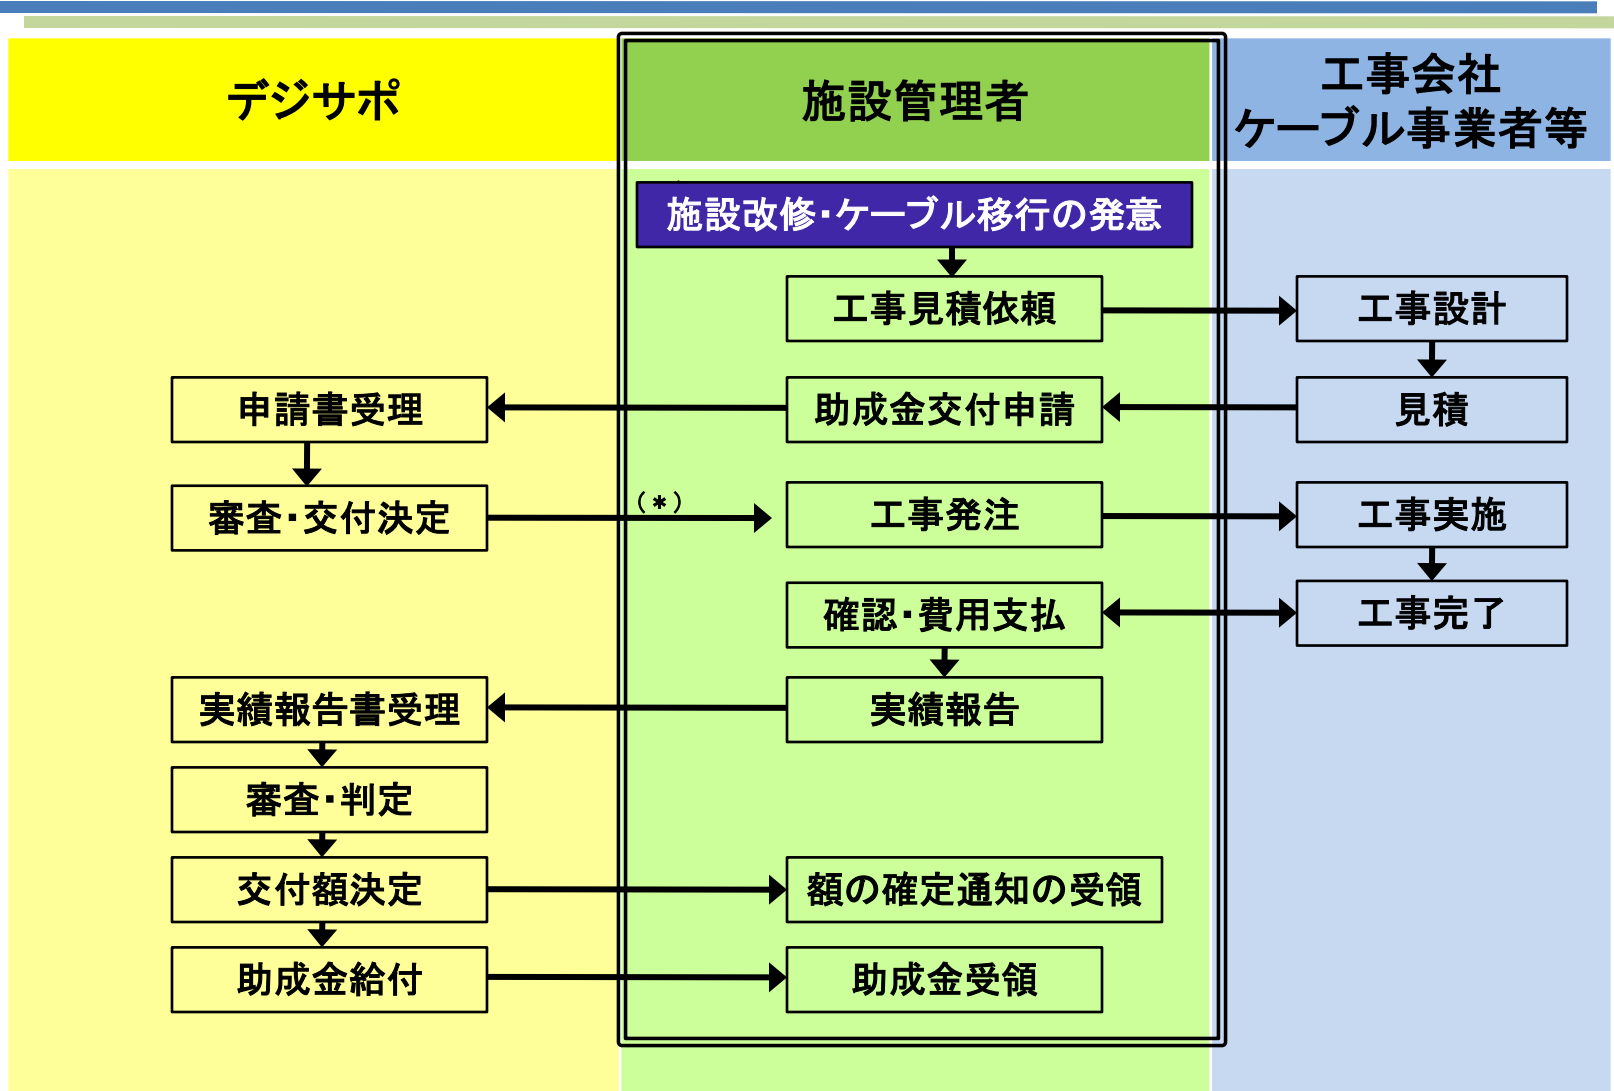 デジサポ
施設管理者
工事会社
ケーブル事業者等
施設改修・ケーブル移行の発意
工事見積依頼
工事設計
申請書受理
助成金交付申請
見積
審査・交付決定
(*)
工事発注
工事実施
確認・費用支払
工事完了
実績報告書受理
実績報告
審査・判定
交付額決定
額の確定通知の受領
助成金給付
助成金受領